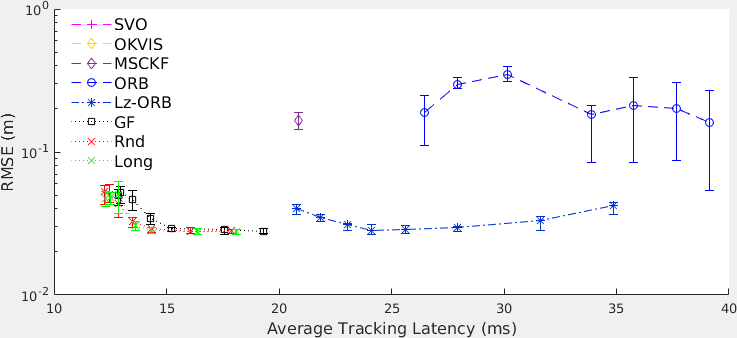 10^0
10^-1
10^-2
RMSE (m)
SVO
OKVIS
MSCKF
ORB
Lz-ORB
GF
Rnd
Long
10 15 20 25 30 35 40
Average Tracking Latency (ms)